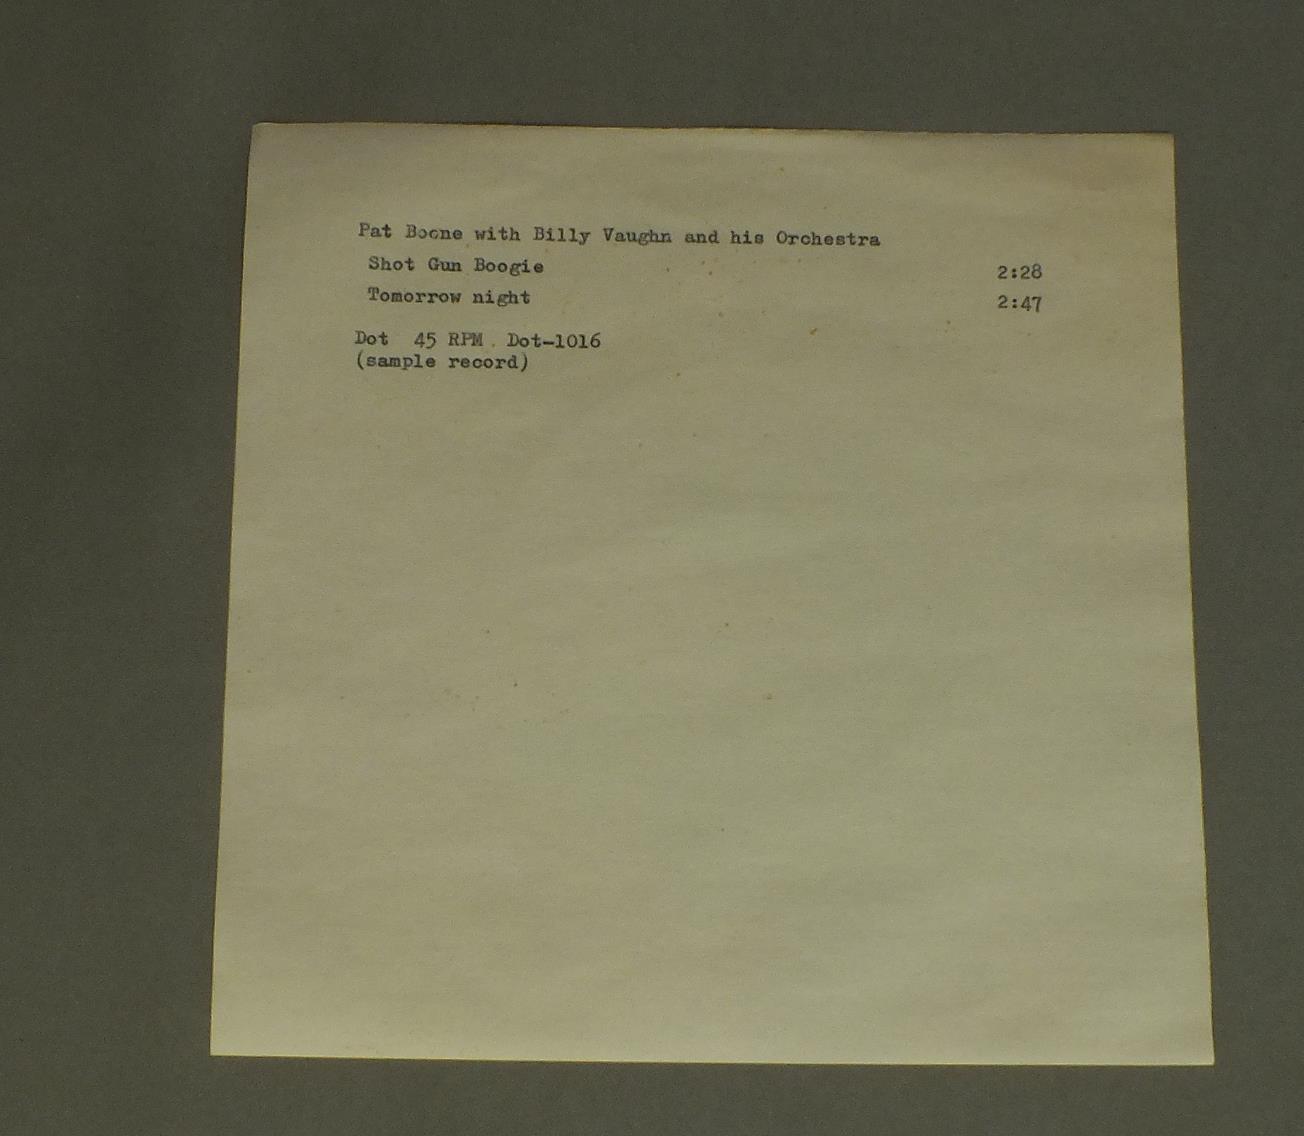 Pat Boone with Billy Vaughn and his Orchestra
Shot Gun Boogie 2:28
Tomorrow night 2:47
Dot 45 RPM Dot-1016
(sample record)